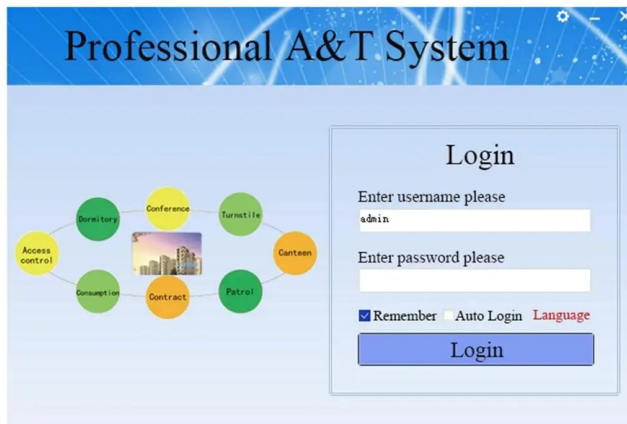 Professional A&T System
Login
Enter username please
admin
Enter password please
Remember
Auto Login
Language
Login
Conference
Dormitory
Turnstile
Access
control
Canteen
Consumption
Contract
Patrol